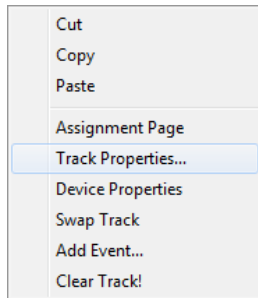 Cut
Copy
Paste
Assignment Page
Track Properties...
Device Properties
Swap Track
Add Event...
Clear Track!